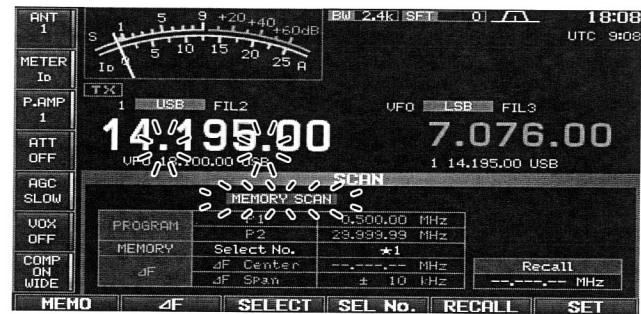 ANT
1
S 1 5 9 +20 +40 +60dB
BW 2.4k SFT 0
18:08
UTC 9:08
METER
ID
ID 0 5 10 15 20 25 A
TX
P.AMP
1
1 USB FIL2
VFO LSB FIL3
14.195.00
7.076.00
ATT
OFF
1 14.195.00 USB
AGC
SLOW
SCAN
MEMORY SCAN
VOX
OFF
PROGRAM P1 0.500.00 MHz
P2 29.999.99 MHz
MEMORY Select No. ★1
⊿F ⊿F Center --.---.-- MHz
⊿F Span ± 10 kHz
COMP
ON
WIDE
Recall
--.---.-- MHz
MEMO ⊿F SELECT SEL No. RECALL SET